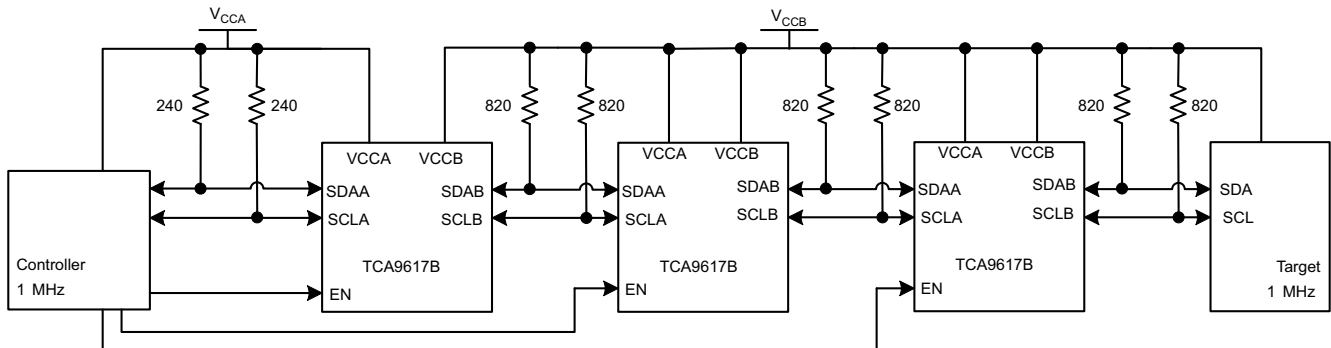 VCCA
VCCB
240
240
820
820
820
820
820
820
VCCA VCCB
VCCA VCCB
VCCA VCCB
SDAA
SDAB
SDAA
SDAB
SDAA
SDAB
SDA
SCLA
SCLB
SCLA
SCLB
SCLA
SCLB
SCL
Controller
1 MHz
TCA9617B
TCA9617B
TCA9617B
Target
1 MHz
EN
EN
EN